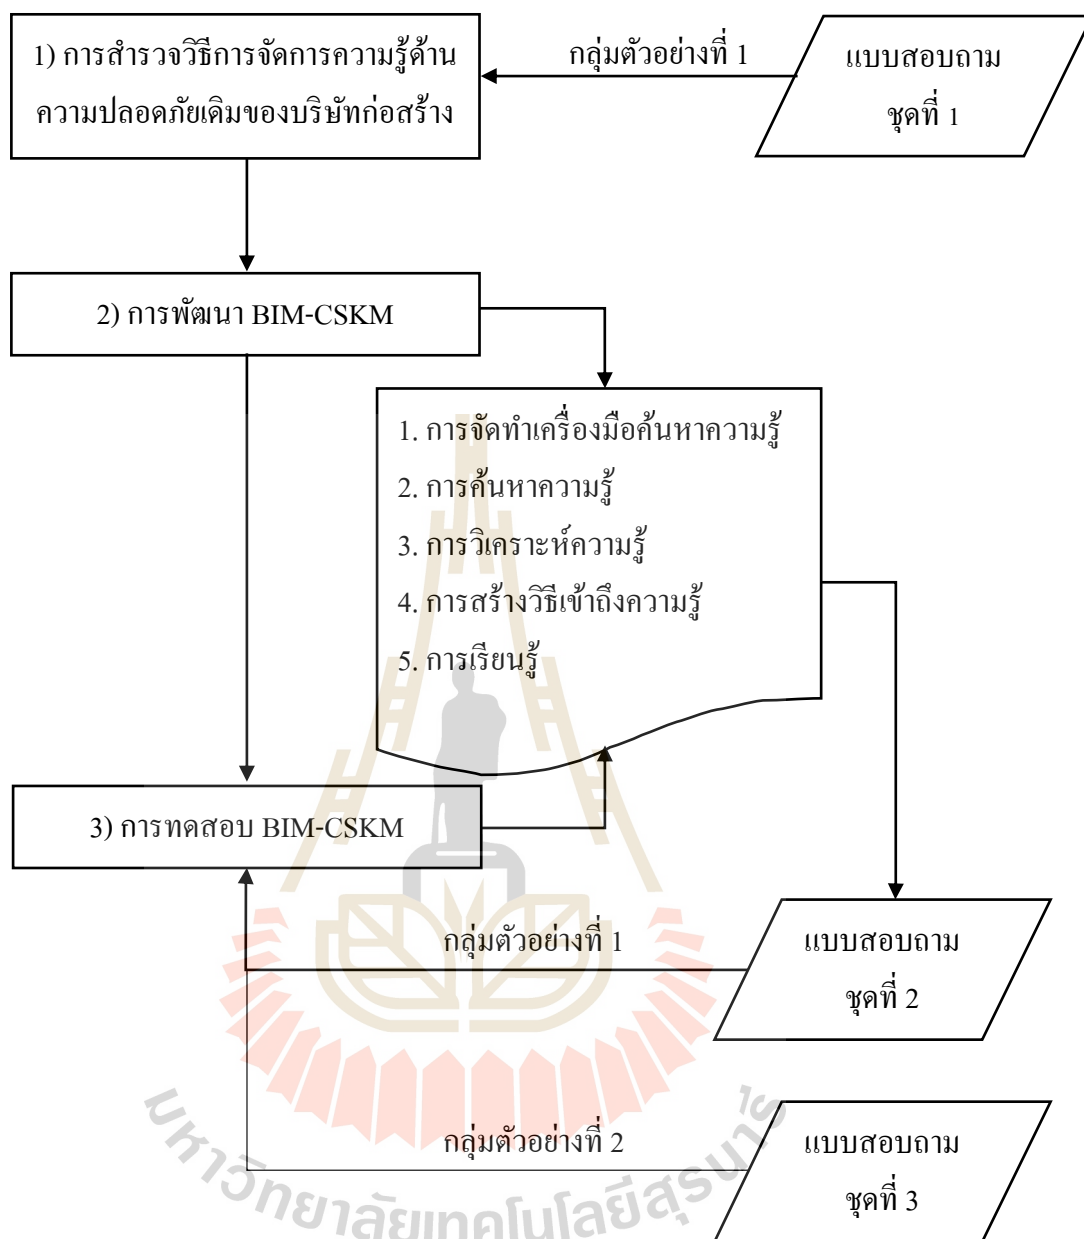 1) การสำรวจวิธีการจัดการความรู้ด้าน
ความปลอดภัยเดิมของบริษัทก่อสร้าง
กลุ่มตัวอย่างที่ 1
แบบสอบถาม
ชุดที่ 1
2) การพัฒนา BIM-CSKM
1. การจัดทำเครื่องมือค้นหาความรู้
2. การค้นหาความรู้
3. การวิเคราะห์ความรู้
4. การสร้างวิธีเข้าถึงความรู้
5. การเรียนรู้
3) การทดสอบ BIM-CSKM
กลุ่มตัวอย่างที่ 1
แบบสอบถาม
ชุดที่ 2
กลุ่มตัวอย่างที่ 2
แบบสอบถาม
ชุดที่ 3
มหาวิทยาลัยเทคโนโลยีสุรนารี